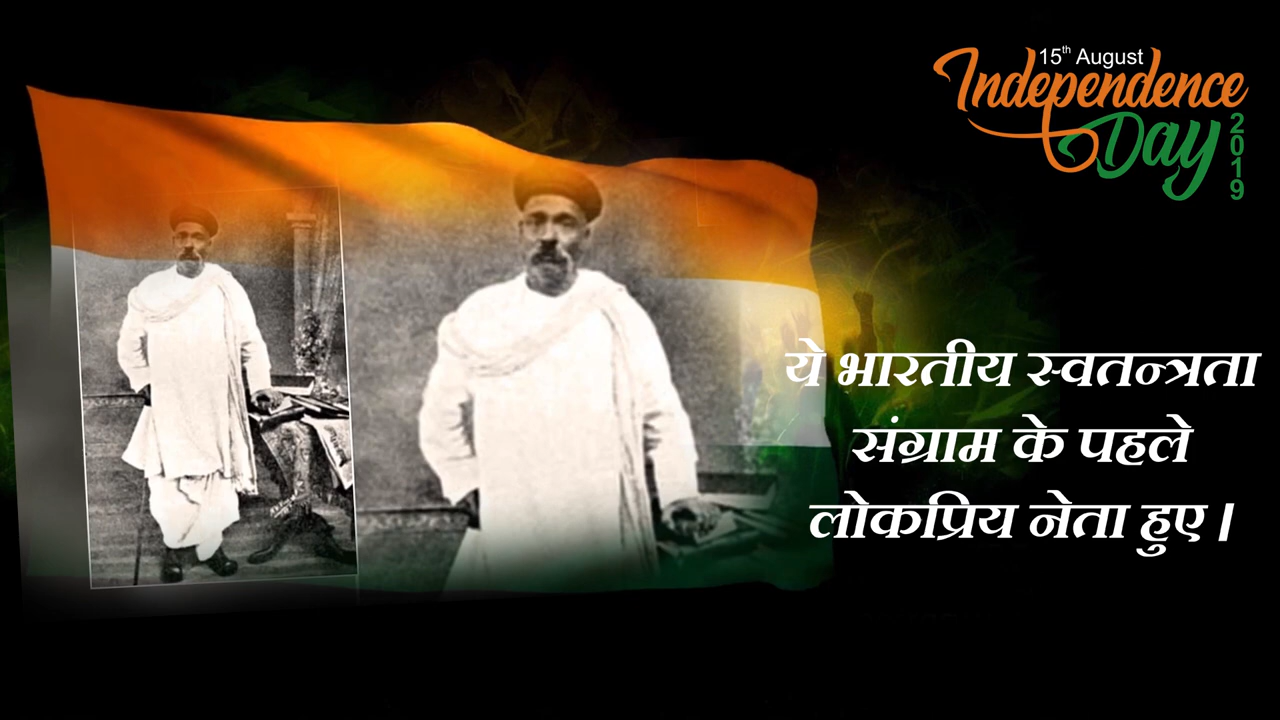 15th August
Independence
Day
2019
ये भारतीय स्वतन्त्रता
संग्राम के पहले
लोकप्रिय नेता हुए।